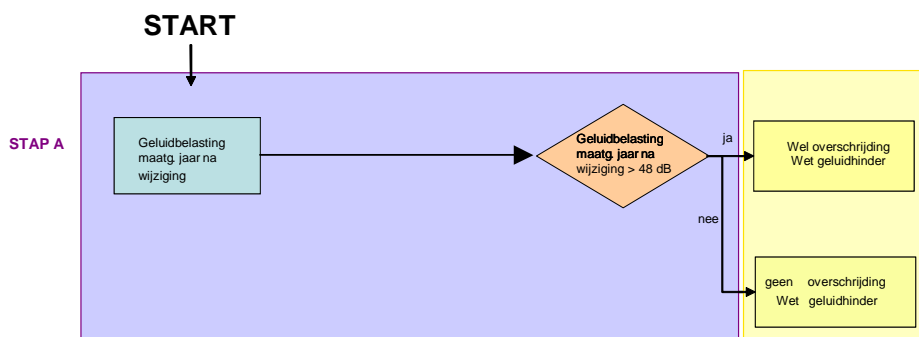 START
STAP A
Geluidbelasting
maatg. jaar na
wijziging
Geluidbelasting
maatg. jaar na
wijziging > 48 dB
ja
nee
Wel overschrijding
Wet geluidhinder
geen overschrijding
Wet geluidhinder